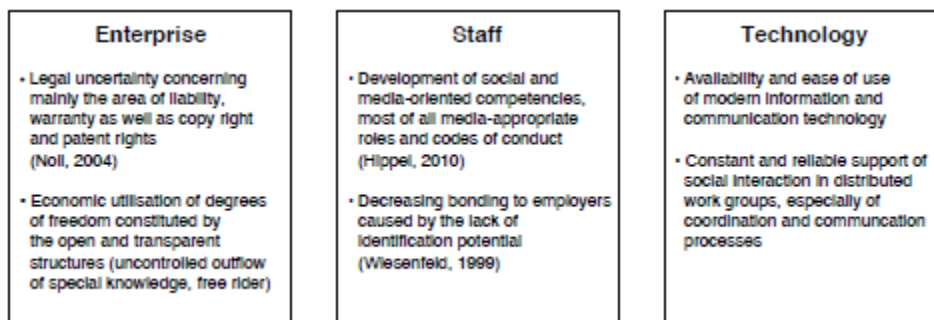 Enterprise
• Legal uncertainty concerning
mainly the area of liability,
warranty as well as copy right
and patent rights
(Noll, 2004)
• Economic utilisation of degrees
of freedom constituted by
the open and transparent
structures (uncontrolled outflow
of special knowledge, free rider)
Staff
• Development of social and
media-oriented competencies,
most of all media-appropriate
roles and codes of conduct
(Hippel, 2010)
• Decreasing bonding to employers
caused by the lack of
identification potential
(Wiesenfeld, 1999)
Technology
• Availability and ease of use
of modern information and
communication technology
• Constant and reliable support of
social interaction in distributed
work groups, especially of
coordination and communcation
processes